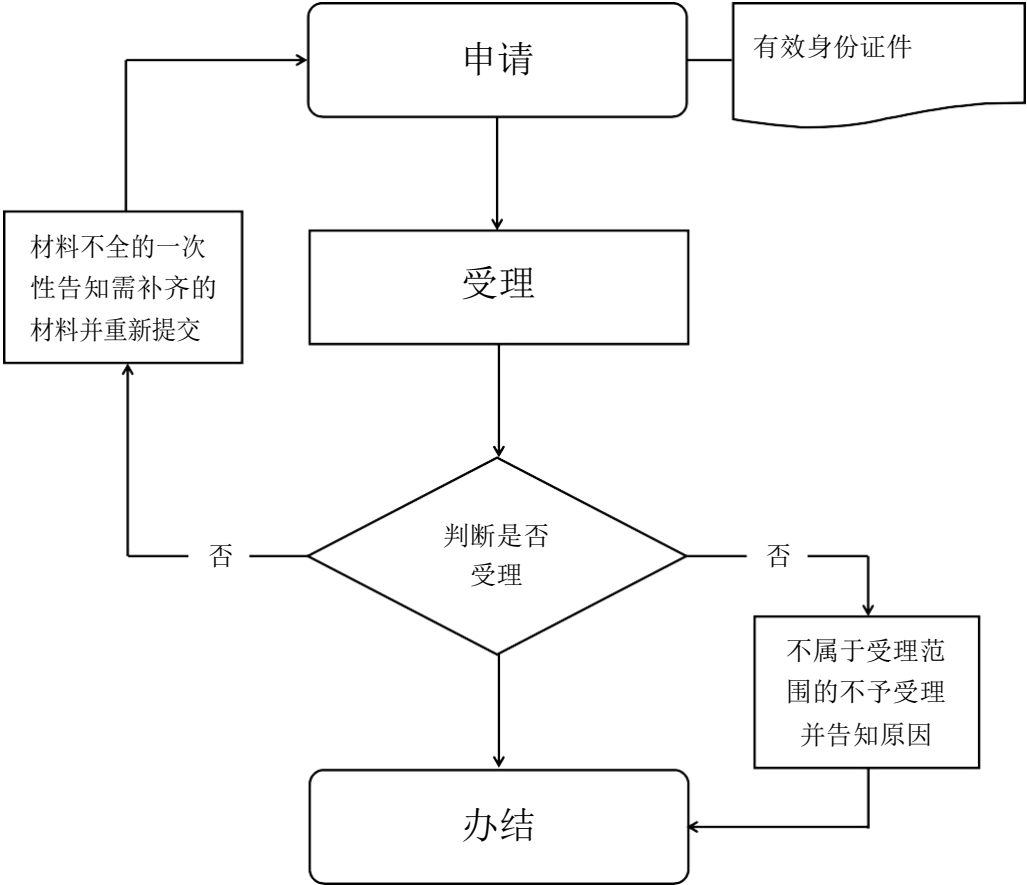 申请
有效身份证件
材料不全的一次
性告知需补齐的
材料并重新提交
受理
判断是否
受理
否
否
不属于受理范
围的不予受理
并告知原因
办结